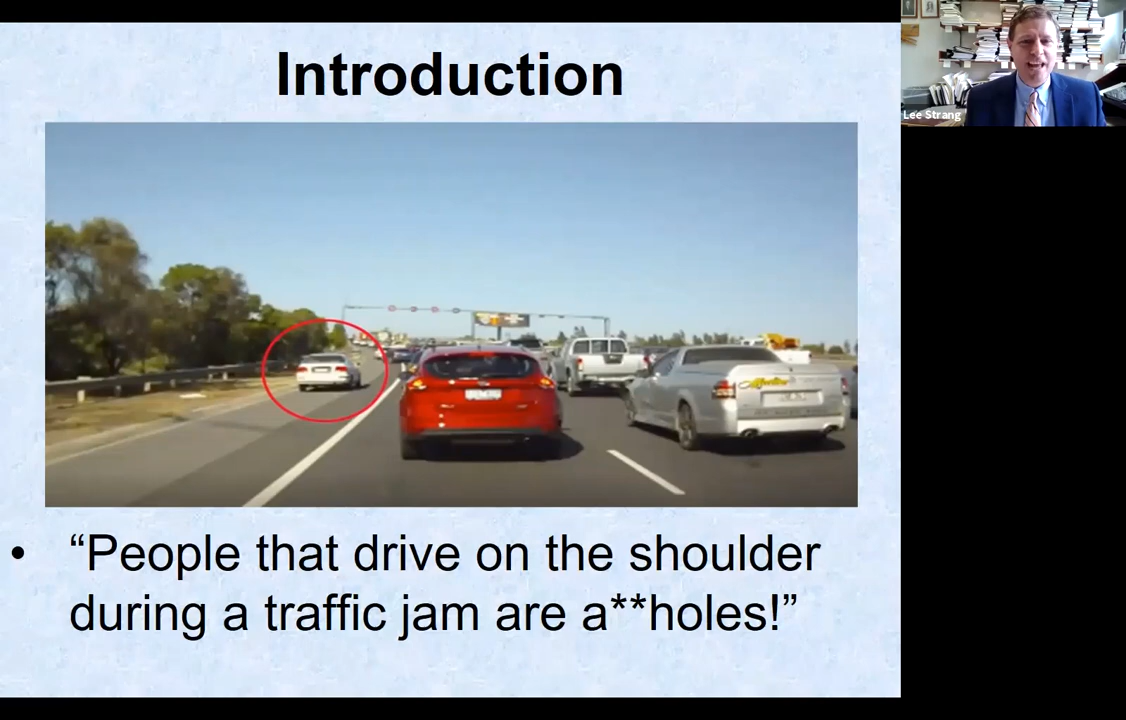 Introduction
Lee Strang
• “People that drive on the shoulder
during a traffic jam are a**holes!”